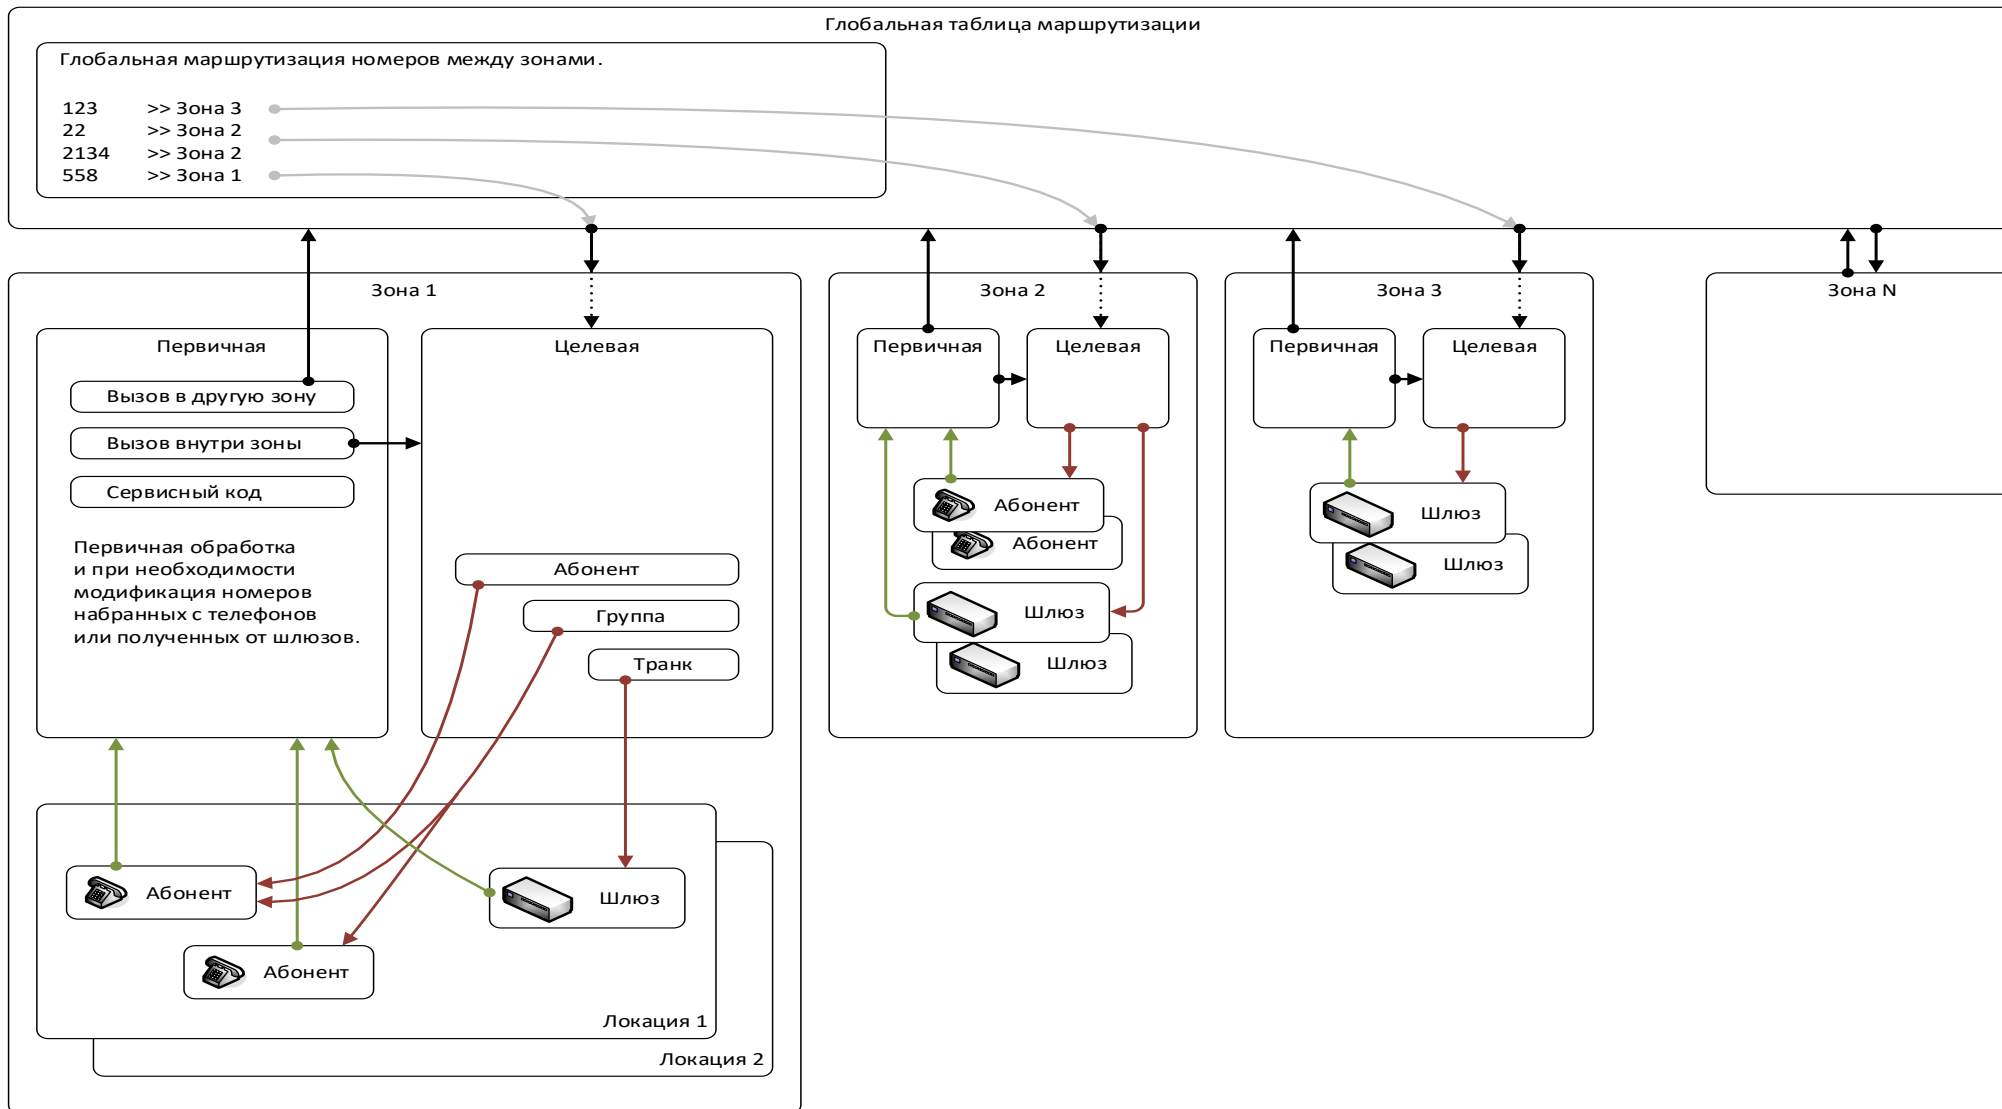 Глобальная таблица маршрутизации
Глобальная маршрутизация номеров между зонами.
123 >> Зона 3
22 >> Зона 2
2134 >> Зона 2
558 >> Зона 1
Зона 1
Первичная
Вызов в другую зону
Вызов внутри зоны
Сервисный код
Первичная обработка
и при необходимости
модификация номеров
набранных с телефонов
или полученных от шлюзов.
Целевая
Абонент
Группа
Транк
Абонент
Шлюз
Абонент
Локация 1
Локация 2
Зона 2
Первичная
Целевая
Абонент
Абонент
Шлюз
Шлюз
Зона 3
Первичная
Целевая
Шлюз
Шлюз
Зона N